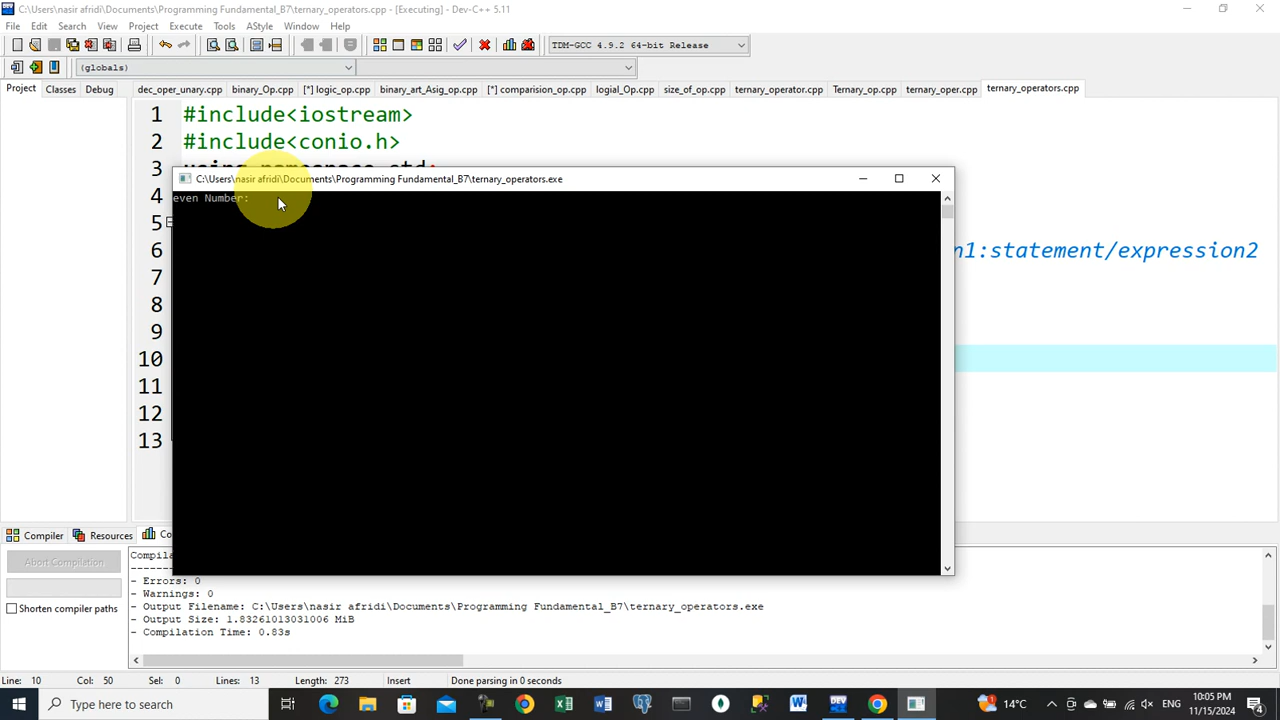 C:\Users\nasir afridi\Documents\Programming Fundamental_B7\ternary_operators.cpp - [Executing] - Dev-C++ 5.11
File Edit Search View Project Execute Tools AStyle Window Help
TDM-GCC 4.9.2 64-bit Release
(globals)
Project Classes Debug
dec_oper_unary.cpp binary_Op.cpp [*] logic_op.cpp binary_art_Asig_op.cpp [*] comparision_op.cpp logial_Op.cpp size_of_op.cpp ternary_operator.cpp Ternary_op.cpp ternary_oper.cpp ternary_operators.cpp
1 #include<iostream>
2 #include<conio.h>
3 using namespace std;
C:\Users\nasir afridi\Documents\Programming Fundamental_B7\ternary_operators.exe
4
even Number:
5
6 n1:statement/expression2
7
8
9
10
11
12
13
Compiler Resources Co
Abort Compilation
Shorten compiler paths
Compila
--------
- Errors: 0
- Warnings: 0
- Output Filename: C:\Users\nasir afridi\Documents\Programming Fundamental_B7\ternary_operators.exe
- Output Size: 1.83261013031006 MiB
- Compilation Time: 0.83s
Line: 10 Col: 50 Sel: 0 Lines: 13 Length: 273 Insert Done parsing in 0 seconds
Type here to search
14°C
ENG
10:05 PM
11/15/2024